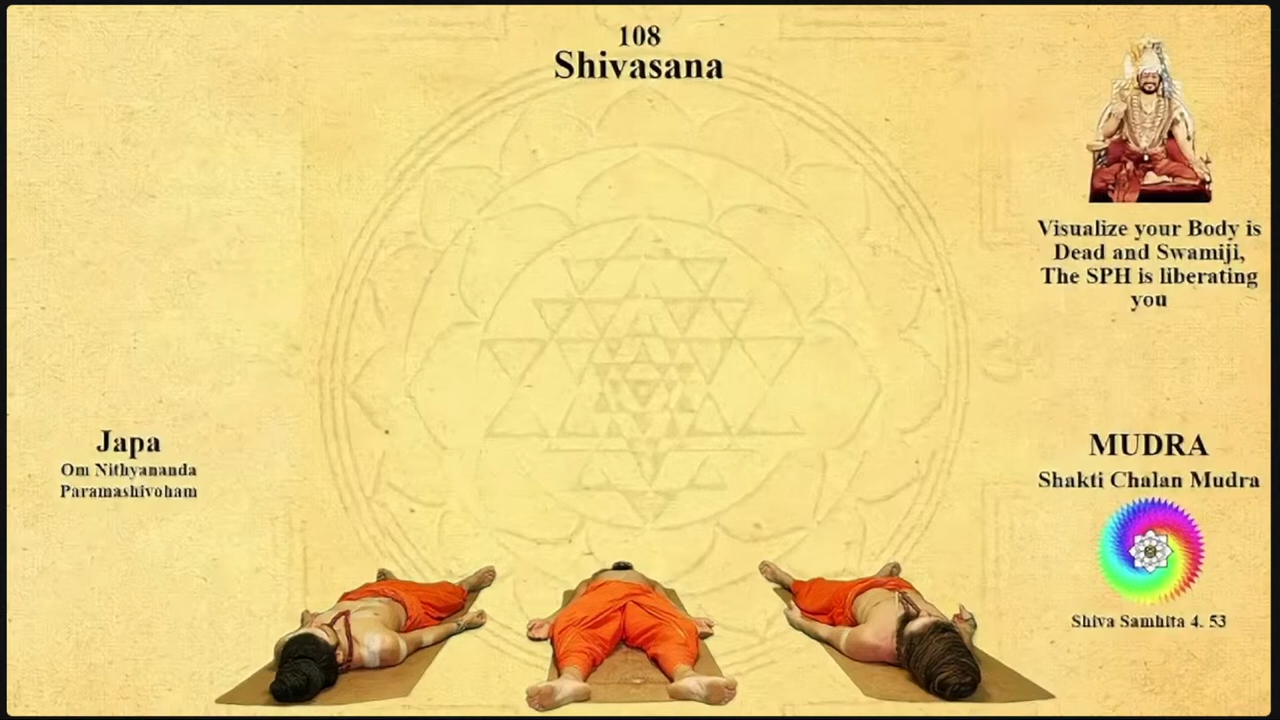 108
Shivasana
Visualize your Body is
Dead and Swamiji,
The SPH is liberating
you
Japa
Om Nithyananda
Paramashivoham
MUDRA
Shakti Chalan Mudra
Shiva Samhita 4. 53